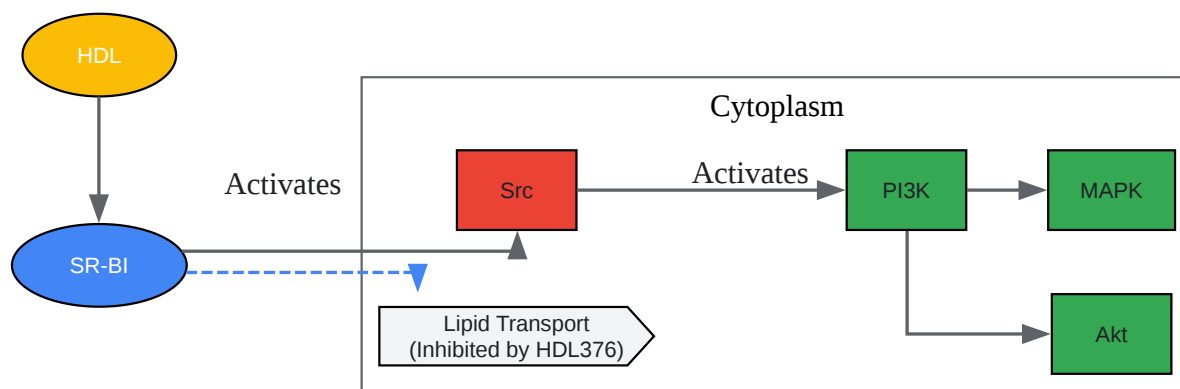 HDL
Cytoplasm
Activates
Src
Activates
PI3K
MAPK
SR-BI
Lipid Transport
(Inhibited by HDL376)
Akt